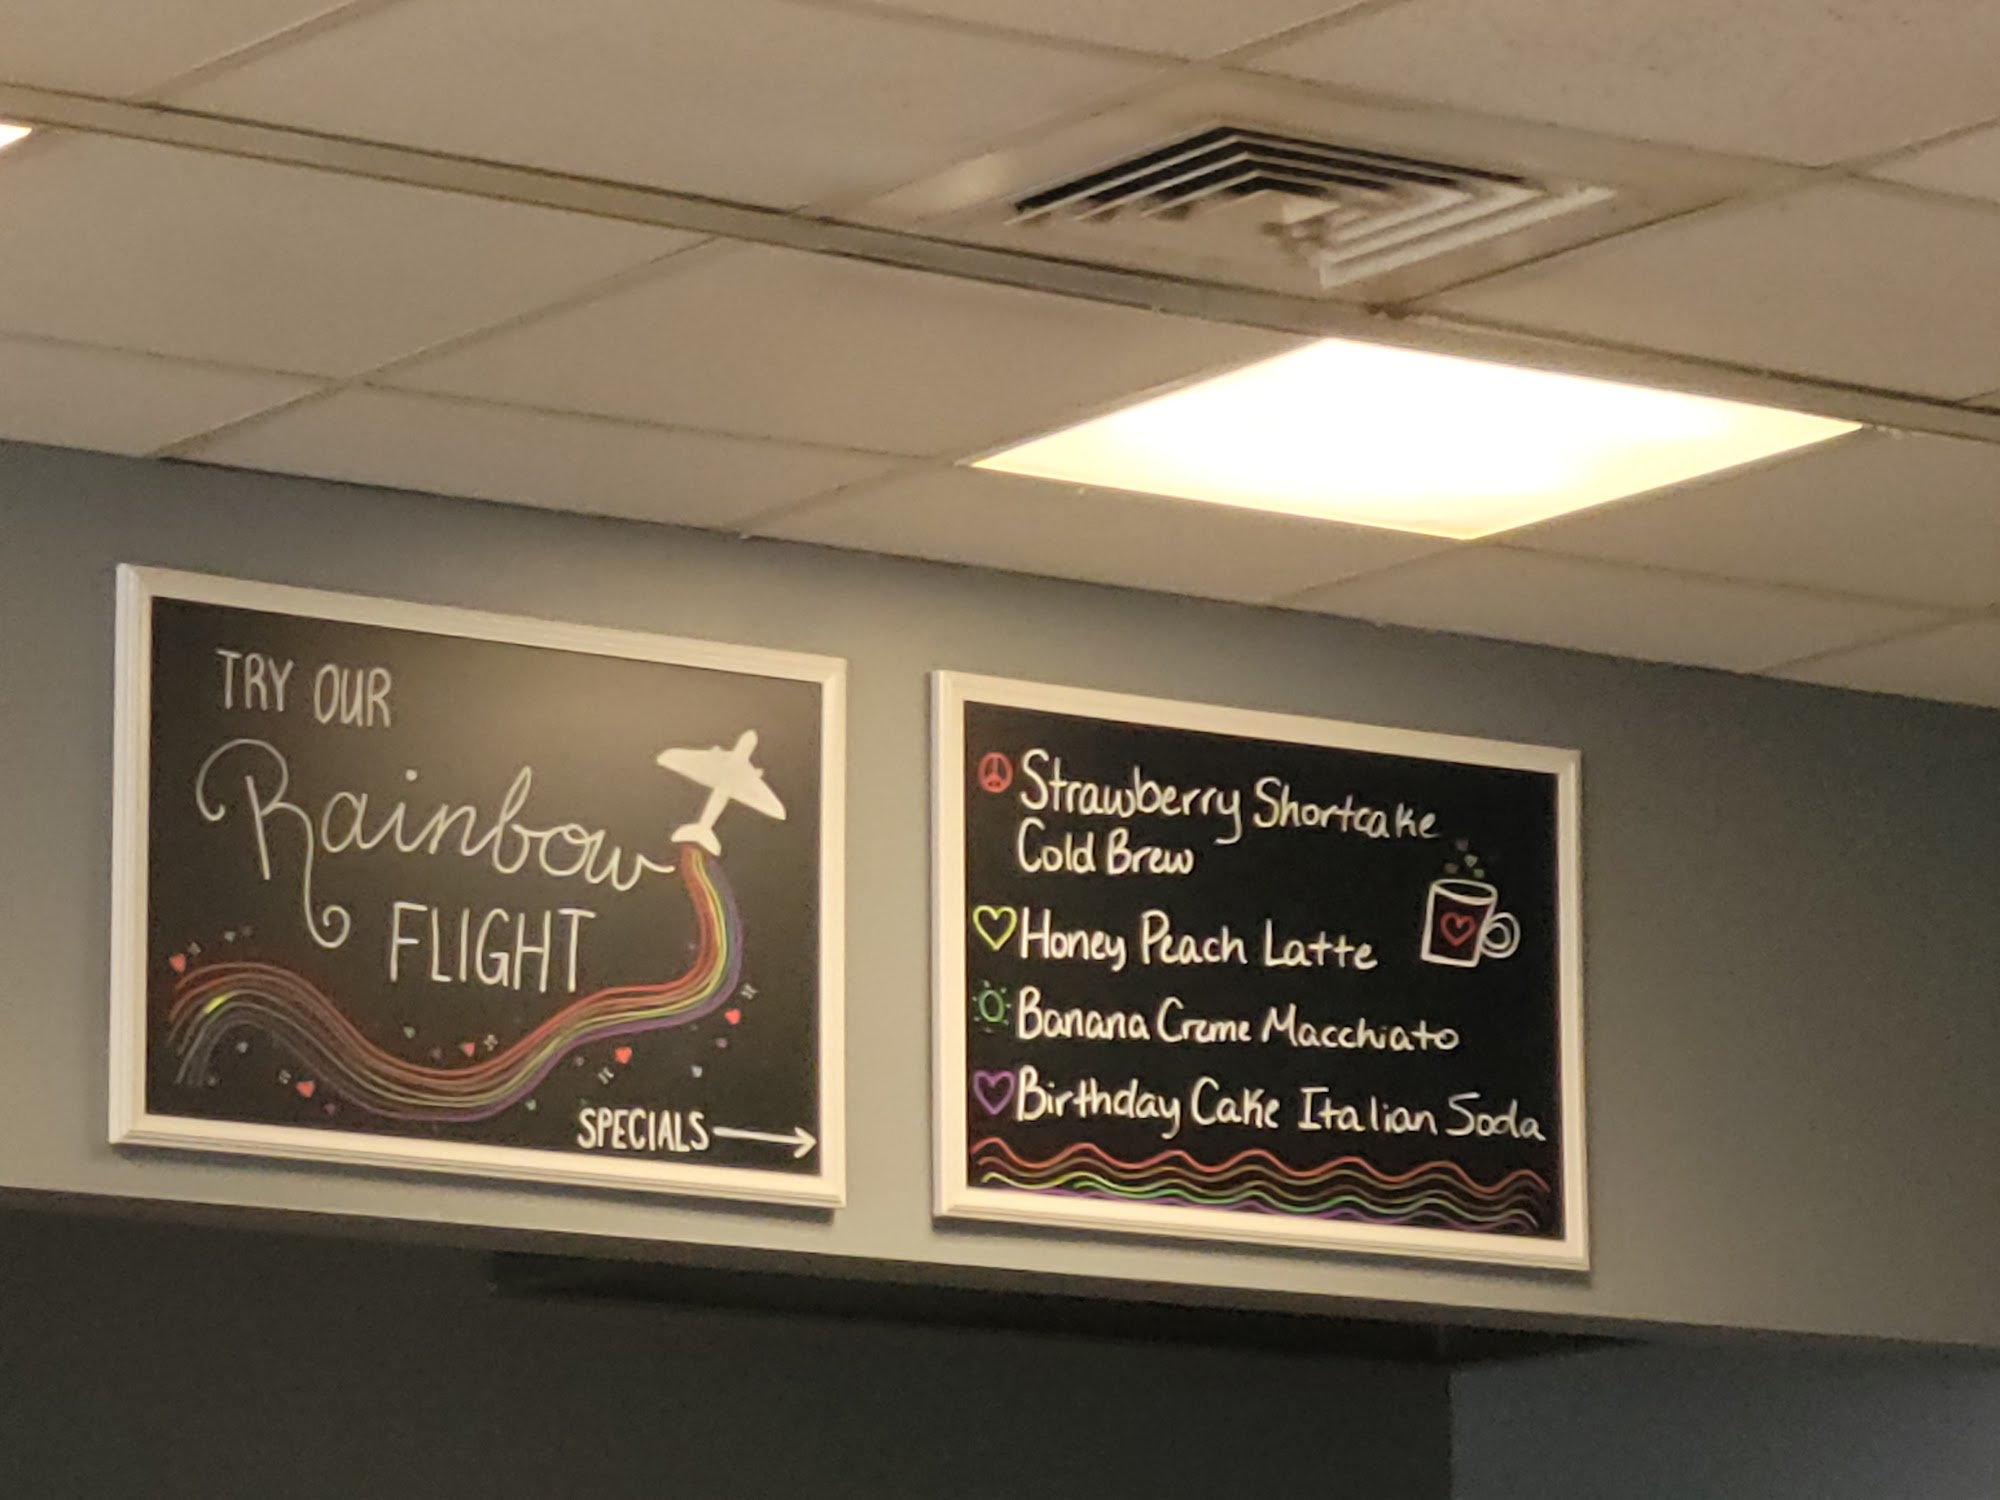 TRY OUR
Rainbow
FLIGHT
SPECIALS
Strawberry Shortcake
Cold Brew
Honey Peach Latte
Banana Creme Macchiato
Birthday Cake Italian Soda